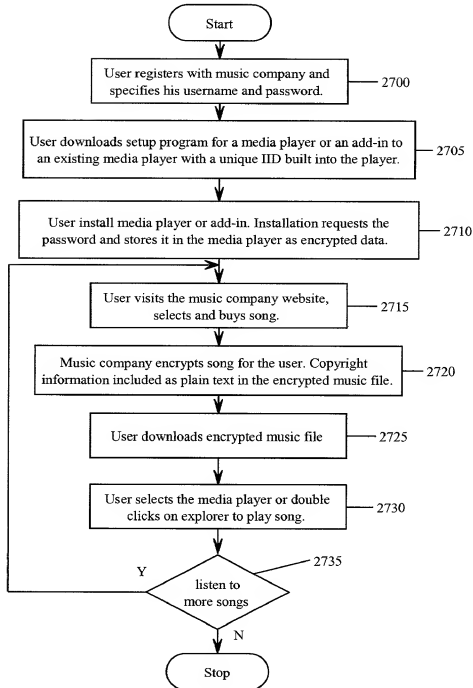 Start
User registers with music company and
specifies his username and password.
2700
User downloads setup program for a media player or an add-in to
an existing media player with a unique IID built into the player.
2705
User install media player or add-in. Installation requests the
password and stores it in the media player as encrypted data.
2710
User visits the music company website,
selects and buys song.
2715
Music company encrypts song for the user. Copyright
information included as plain text in the encrypted music file.
2720
User downloads encrypted music file
2725
User selects the media player or double
clicks on explorer to play song.
2730
2735
Y
listen to
more songs
N
Stop